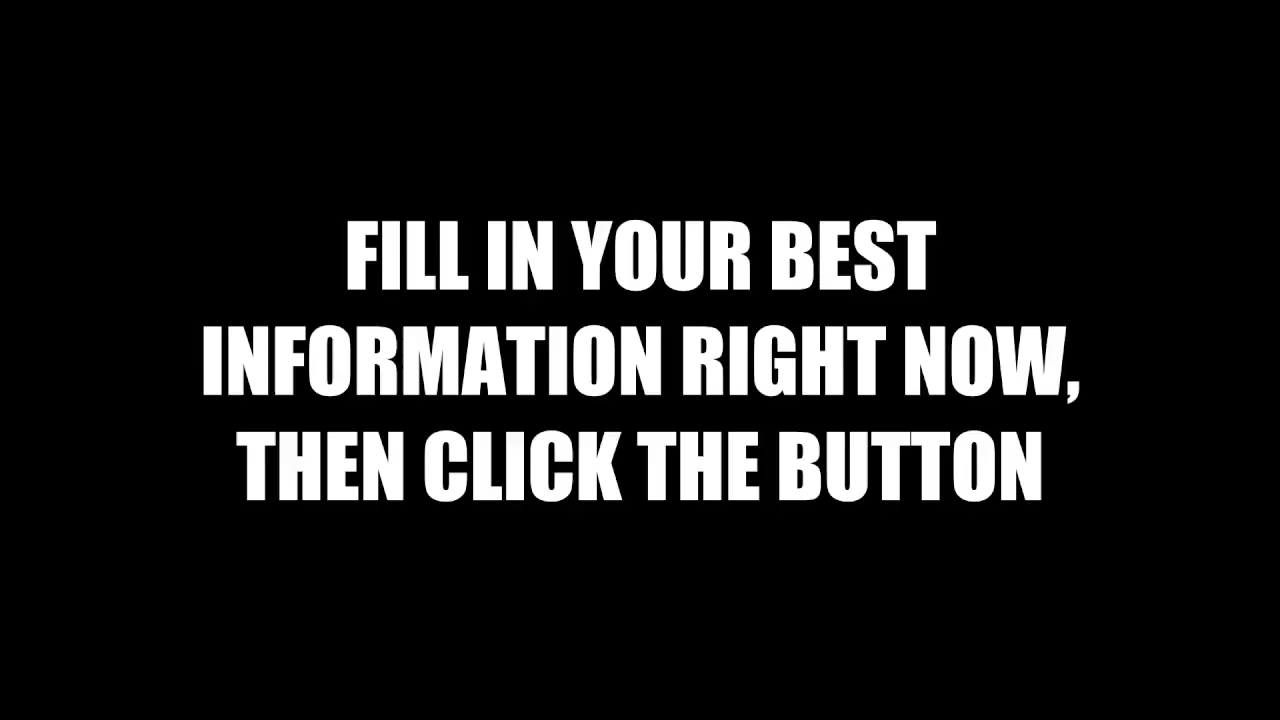 FILL IN YOUR BEST
INFORMATION RIGHT NOW,
THEN CLICK THE BUTTON